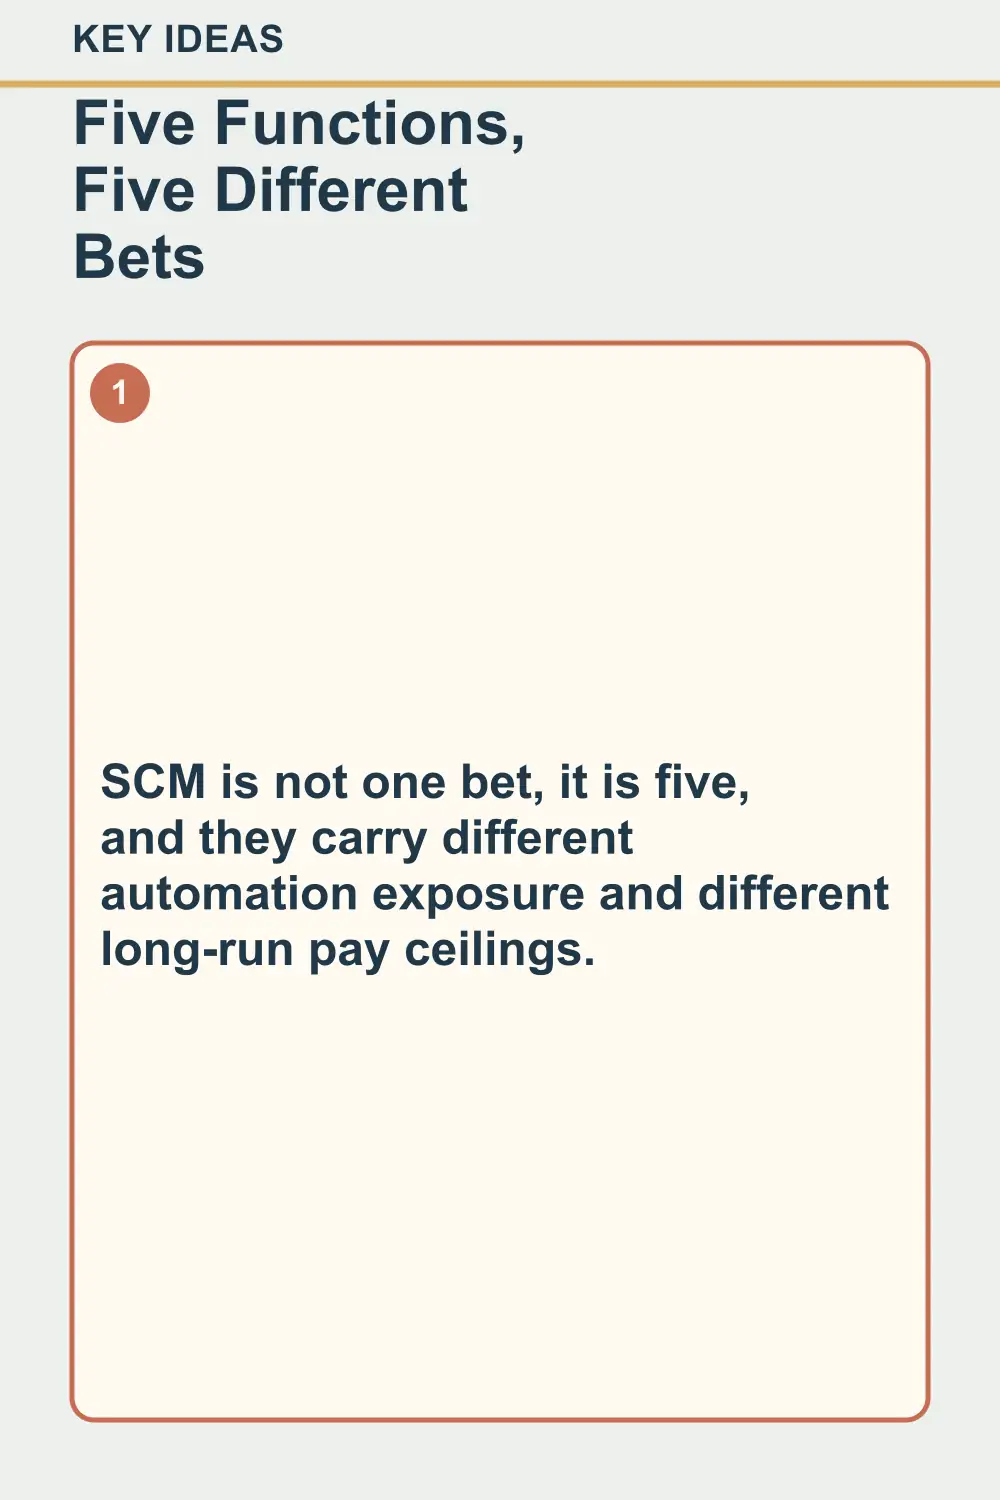 KEY IDEAS
Five Functions,
Five Different
Bets
1
SCM is not one bet, it is five,
and they carry different
automation exposure and different
long-run pay ceilings.